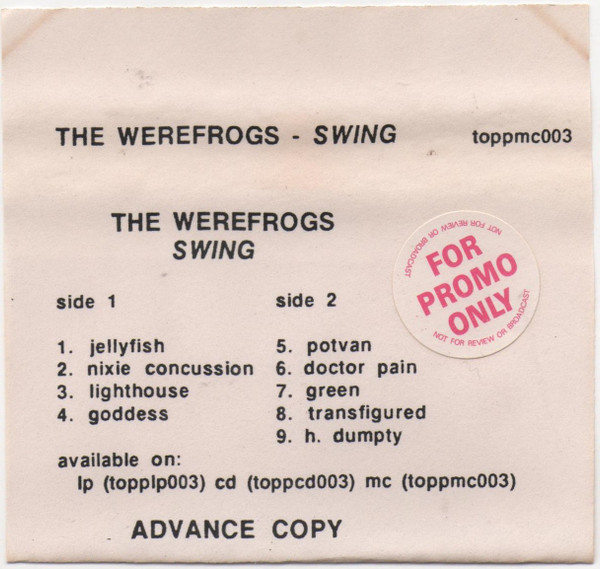 THE WEREFROGS - SWING toppmc003
THE WEREFROGS
SWING
side 1
1. jellyfish
2. nixie concussion
3. lighthouse
4. goddess
side 2
5. potvan
6. doctor pain
7. green
8. transfigured
9. h. dumpty
NOT FOR REVIEW OR BROADCAST
FOR
PROMO
ONLY
NOT FOR REVIEW OR BROADCAST
available on:
lp (topplp003) cd (toppcd003) mc (toppmc003)
ADVANCE COPY